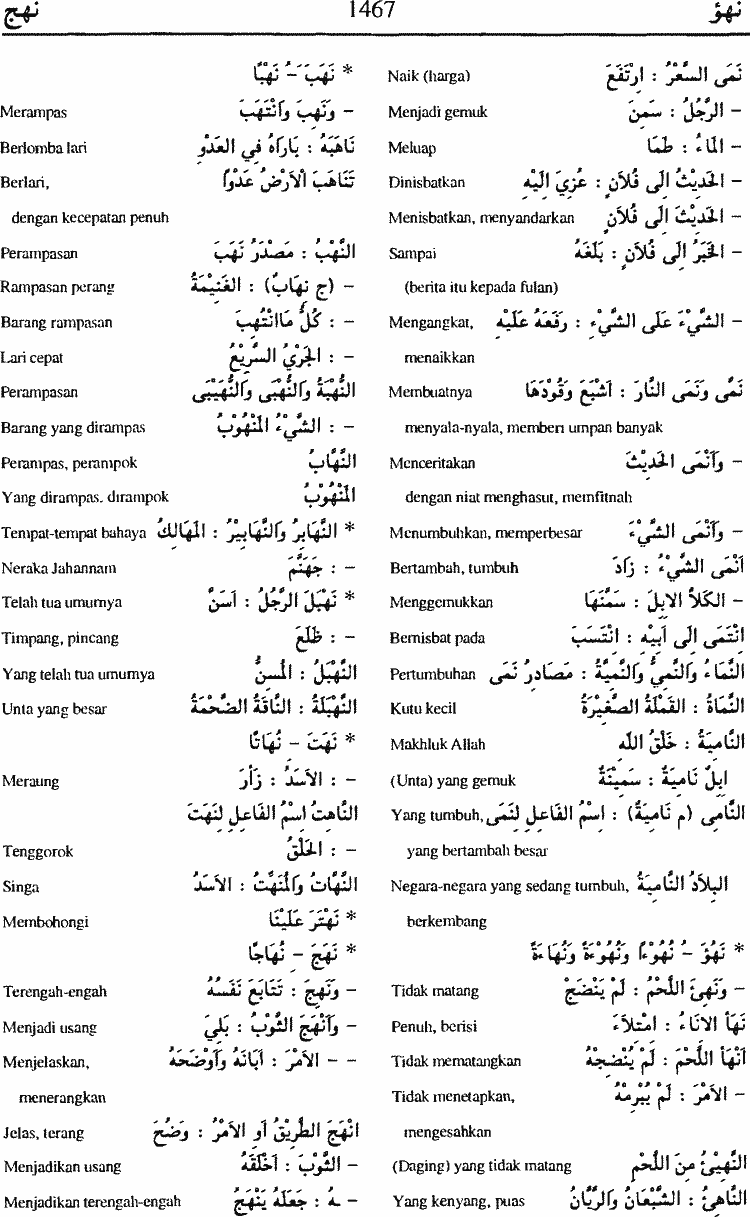 نهؤ 1467 نهج
نَمَى السِّعْرُ : ارْتَفَعَ Naik (harga)
– الرَّجُلُ : سَمِنَ Menjadi gemuk
– المَاءُ : طَمَا Meluap
– الحَدِيْثُ اِلَى فُلاَنٍ : عُزِيَ اِلَيْهِ Dinisbatkan
– الحَدِيْثَ اِلَى فُلاَنٍ Menisbatkan, menyandarkan
– الخَبَرُ اِلَى فُلاَنٍ : بَلَغَهُ Sampai
(berita itu kepada fulan)
– الشَّيْءَ عَلَى الشَّيْءِ : رَفَعَهُ عَلَيْهِ Mengangkat,
menaikkan
نَمَّى وَنَمَى النَّارَ : اَشْبَعَ وَقُوْدَهَا Membuatnya
menyala-nyala, memberi umpan banyak
– وَاَنْمَى الحَدِيْثَ Menceritakan
dengan niat menghasut, memfitnah
– وَاَنْمَى الشَّيْءَ Menumbuhkan, memperbesar
اَنْمَى الشَّيْءُ : زَادَ Bertambah, tumbuh
– الكَلأُ الاِبِلَ : سَمَّنَهَا Menggemukkan
اِنْتَمَى اِلَى اَبِيْهِ : انْتَسَبَ Bernisbat pada
النَّمَاءُ وَالنُّمِيُّ وَالنَّمِيَّةُ : مَصَادِرُ نَمَى Pertumbuhan
النَّمَاةُ : القَمْلَةُ الصَّغِيْرَةُ Kutu kecil
النَّامِيَةُ : خَلْقُ اللّٰهِ Makhluk Allah
اِبِلٌ نَامِيَةٌ : سَمِيْنَةٌ (Unta) yang gemuk
النَّامِى (م نَامِيَةٌ) : اِسْمُ الفَاعِلِ لِنَمَى Yang tumbuh,
yang bertambah besar
البِلاَدُ النَّامِيَةُ Negara-negara yang sedang tumbuh,
berkembang
* نَهُؤَ ُ– نُهُوْءًا وَنُهُوْءَةً وَنَهَاءَةً
– وَنَهِئَ اللَّحْمُ : لَمْ يَنْضَجْ Tidak matang
نَهَأَ الاِنَاءُ : امْتَلأَ Penuh, berisi
اَنْهَأَ اللَّحْمَ : لَمْ يُنْضِجْهُ Tidak mematangkan
– الاَمْرَ : لَمْ يُبْرِمْهُ Tidak menetapkan,
mengesahkan
النَّهِيْئُ مِنَ اللَّحْمِ (Daging) yang tidak matang
النَّاهِئُ : الشَّبْعَانُ وَالرَّيَّانُ Yang kenyang, puas
* نَهَبَ َ– نَهْبًا
– وَنَهِبَ وَانْتَهَبَ Merampas
نَاهَبَهُ : بَارَاهُ فِي العَدْوِ Berlomba lari
تَنَاهَبَ الاَرْضَ عَدْوًا Berlari,
dengan kecepatan penuh
النَّهْبُ : مَصْدَرُ نَهَبَ Perampasan
– (ج نِهَابٌ) : الغَنِيْمَةُ Rampasan perang
– : كُلُّ مَاانْتُهِبَ Barang rampasan
– : الجَرْيُ السَّرِيْعُ Lari cepat
النُّهْبَةُ وَالنُّهْبَى وَالنُّهَيْبَى Perampasan
– : الشَّيْءُ المَنْهُوْبُ Barang yang dirampas
النَّهَّابُ Perampas, perampok
المَنْهُوْبُ Yang dirampas, dirampok
* النَّهَابِرُ وَالنَّهَابِيْرُ : المَهَالِكُ Tempat-tempat bahaya
– : جَهَنَّمُ Neraka Jahannam
* نَهْبَلَ الرَّجُلُ : اَسَنَّ Telah tua umurnya
– : ظَلَعَ Timpang, pincang
النَّهْبَلُ : المُسِنُّ Yang telah tua umurnya
النَّهْبَلَةُ : النَّاقَةُ الضَّخْمَةُ Unta yang besar
* نَهَتَ – نُهَاتًا
– الاَسَدُ : زَأَرَ Meraung
النَّاهِتُ اِسْمُ الفَاعِلِ لِنَهَتَ
– : الحَلْقُ Tenggorok
النَّهَّاتُ وَالمُنَهِّتُ : الاَسَدُ Singa
* نَهْتَرَ عَلَيْنَا Membohongi
* نَهَجَ – نُهَاجًا
– وَنَهِجَ : تَتَابَعَ نَفَسُهُ Terengah-engah
– وَاَنْهَجَ الثَّوْبُ : بَلِيَ Menjadi usang
– – الاَمْرَ : اَبَانَهُ وَاَوْضَحَهُ Menjelaskan,
menerangkan
اَنْهَجَ الطَّرِيْقُ اَوِ الاَمْرُ : وَضُحَ Jelas, terang
– الثَّوْبَ : اَخْلَقَهُ Menjadikan usang
– ـهُ : جَعَلَهُ يَنْهَجُ Menjadikan terengah-engah